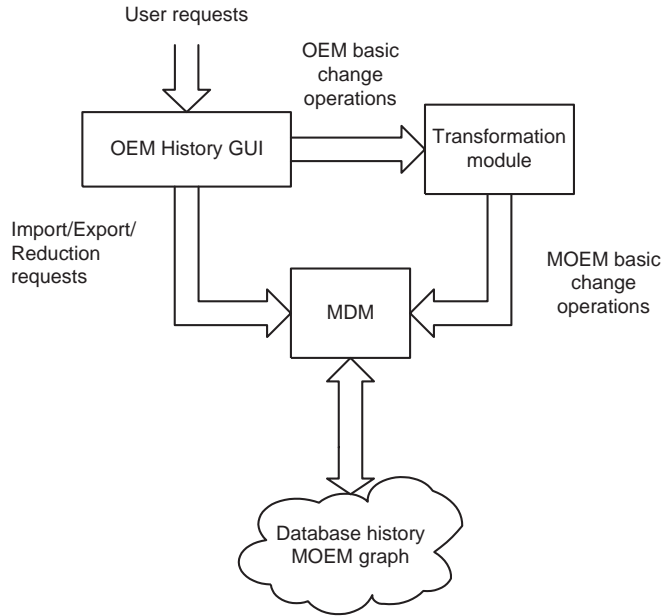 User requests
OEM basic
change
operations
OEM History GUI
Transformation
module
Import/Export/
Reduction
requests
MOEM basic
change
operations
MDM
Database history
MOEM graph